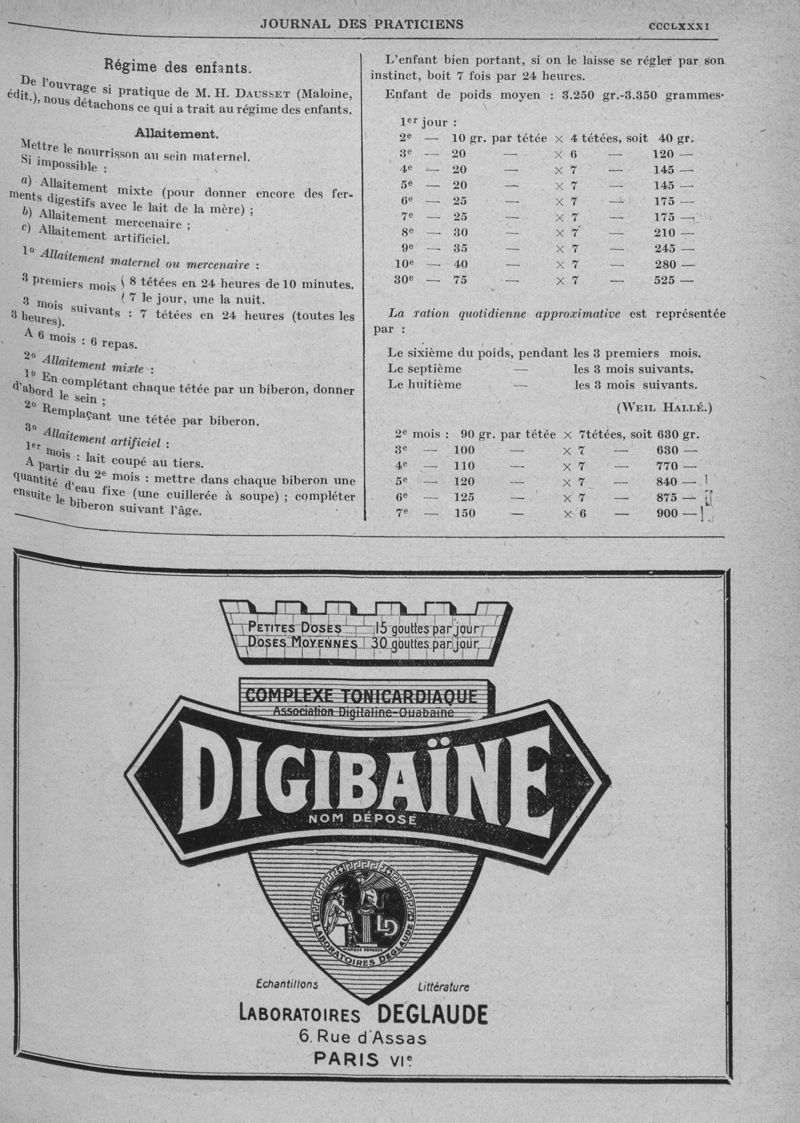 JOURNAL DES PRATICIENS
CCCLXXXI
Régime des enfants.
De l'ouvrage si pratique de M. H. DAUSSET (Maloine,
édit.), nous détachons ce qui a trait au régime des enfants.
Allaitement.
Mettre le nourrisson au sein maternel.
Si impossible :
a) Allaitement mixte (pour donner encore des fer-
ments digestifs avec le lait de la mère) ;
b) Allaitement mercenaire ;
c) Allaitement artificiel.
1º Allaitement maternel ou mercenaire :
3 premiers mois { 8 tétées en 24 heures de 10 minutes.
7 le jour, une la nuit.
3 mois suivants : 7 tétées en 24 heures (toutes les
3 heures).
A 6 mois : 6 repas.
2º Allaitement mixte :
1º En complétant chaque tétée par un biberon, donner
d'abord le sein ;
2º Remplaçant une tétée par biberon.
3º Allaitement artificiel :
1er mois : lait coupé au tiers.
A partir du 2e mois : mettre dans chaque biberon une
quantité d'eau fixe (une cuillerée à soupe) ; compléter
ensuite le biberon suivant l'âge.
L'enfant bien portant, si on le laisse se régler par son
instinct, boit 7 fois par 24 heures.
Enfant de poids moyen : 3.250 gr.-3.350 grammes.
1er jour :
2e — 10 gr. par tétée × 4 tétées, soit 40 gr.
3e — 20 — × 6 — 120 —
4e — 20 — × 7 — 145 —
5e — 20 — × 7 — 145 —
6e — 25 — × 7 — 175 —
7e — 25 — × 7 — 175 —
8e — 30 — × 7 — 210 —
9e — 35 — × 7 — 245 —
10e — 40 — × 7 — 280 —
30e — 75 — × 7 — 525 —
La ration quotidienne approximative est représentée
par :
Le sixième du poids, pendant les 3 premiers mois.
Le septième — les 3 mois suivants.
Le huitième — les 3 mois suivants.
(WEIL HALLÉ.)
2e mois : 90 gr. par tétée × 7tétées, soit 630 gr.
3e — 100 — × 7 — 630 —
4e — 110 — × 7 — 770 —
5e — 120 — × 7 — 840 —
6e — 125 — × 7 — 875 —
7e — 150 — × 6 — 900 —
PETITES DOSES 15 gouttes par jour
DOSES MOYENNES 30 gouttes par jour
COMPLEXE TONICARDIAQUE
Association Digitaline-Ouabaïne
DIGIBAÏNE
NOM DÉPOSÉ
LD
MARQUE DÉPOSÉE
LABORATOIRES DEGLAUDE
Echantillons
Littérature
LABORATOIRES DEGLAUDE
6. Rue d'Assas
PARIS VIe